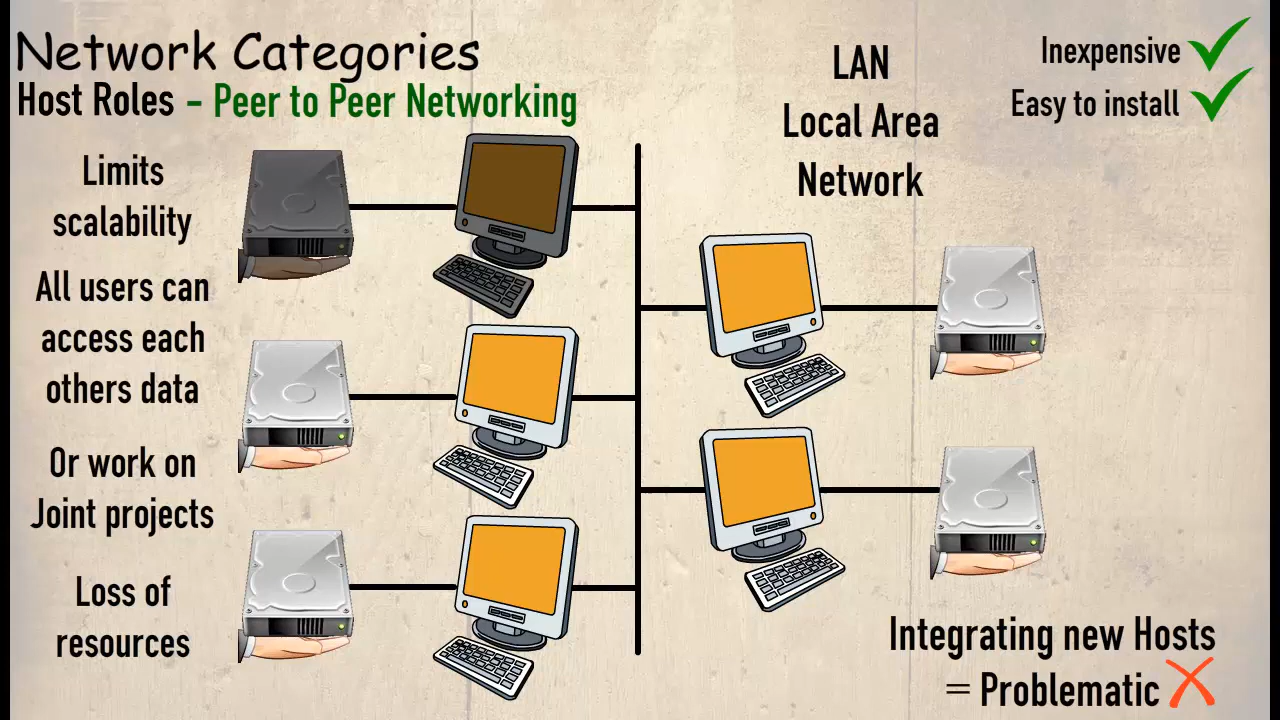 Network Categories
Host Roles - Peer to Peer Networking
Limits
scalability
All users can
access each
others data
Or work on
Joint projects
Loss of
resources
LAN
Local Area
Network
Inexpensive
Easy to install
Integrating new Hosts
= Problematic